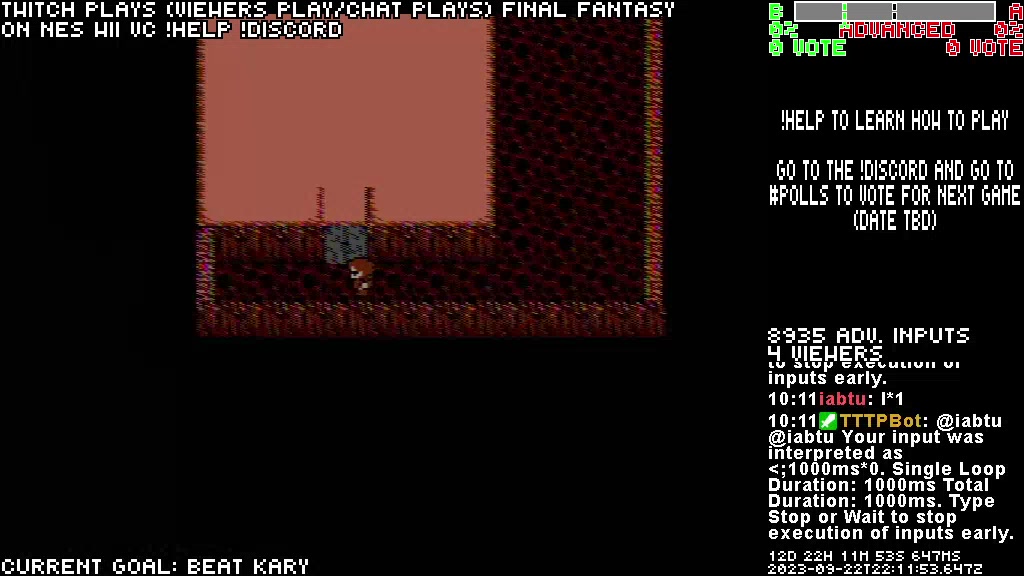 TWITCH PLAYS (VIEWERS PLAY/CHAT PLAYS) FINAL FANTASY
ON NES WII VC !HELP !DISCORD
B A
0% ADVANCED 0%
0 VOTE 0 VOTE
!HELP TO LEARN HOW TO PLAY
GO TO THE !DISCORD AND GO TO
#POLLS TO VOTE FOR NEXT GAME
(DATE TBD)
8935 ADV. INPUTS
4 VIEWERS
to stop execution of
inputs early.
10:11 iabtu: l*1
10:11 TTTPBot: @iabtu
@iabtu Your input was
interpreted as
<;1000ms*0. Single Loop
Duration: 1000ms Total
Duration: 1000ms. Type
Stop or Wait to stop
execution of inputs early.
12D 22H 11M 53S 647MS
2023-09-22T22:11:53.647Z
CURRENT GOAL: BEAT KARY